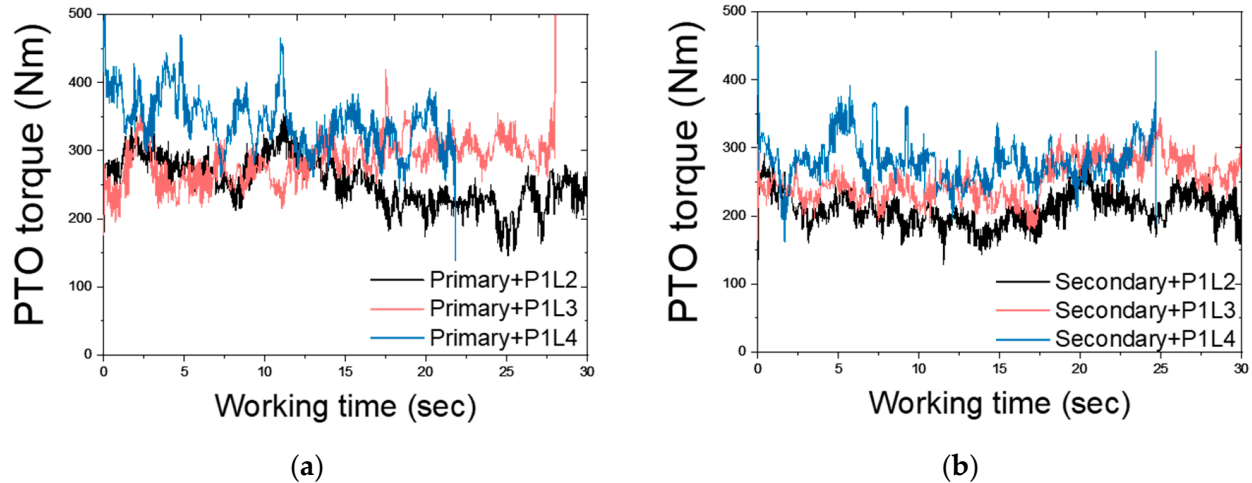 500
400
300
200
100
0
PTO torque (Nm)
Primary+P1L2
Primary+P1L3
Primary+P1L4
0 5 10 15 20 25 30
Working time (sec)
(a)
500
400
300
200
100
0
PTO torque (Nm)
Secondary+P1L2
Secondary+P1L3
Secondary+P1L4
0 5 10 15 20 25 30
Working time (sec)
(b)